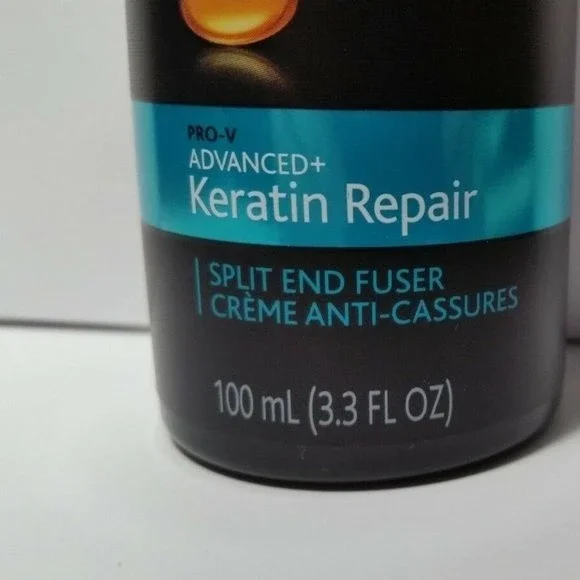 PRO-V
ADVANCED+
Keratin Repair
SPLIT END FUSER
CRÈME ANTI-CASSURES
100 mL (3.3 FL OZ)